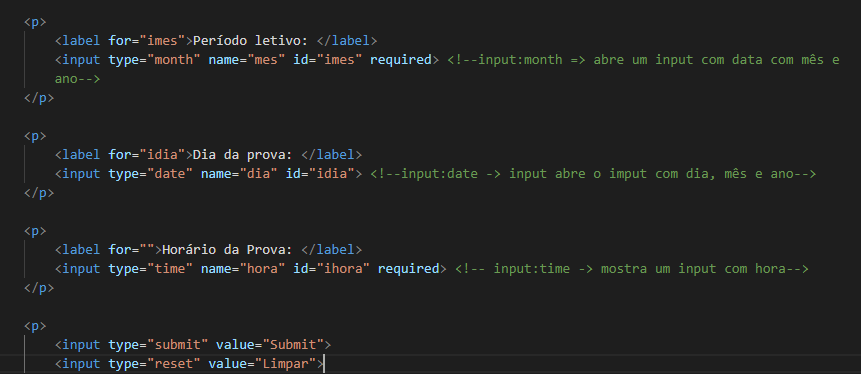 <p>
<label for="imes">Período letivo: </label>
<input type="month" name="mes" id="imes" required> <!--input:month => abre um input com data com mês e
ano-->
</p>
<p>
<label for="idia">Dia da prova: </label>
<input type="date" name="dia" id="idia"> <!--input:date -> input abre o imput com dia, mês e ano-->
</p>
<p>
<label for="">Horário da Prova: </label>
<input type="time" name="hora" id="ihora" required> <!-- input:time -> mostra um input com hora-->
</p>
<p>
<input type="submit" value="Submit">
<input type="reset" value="Limpar">